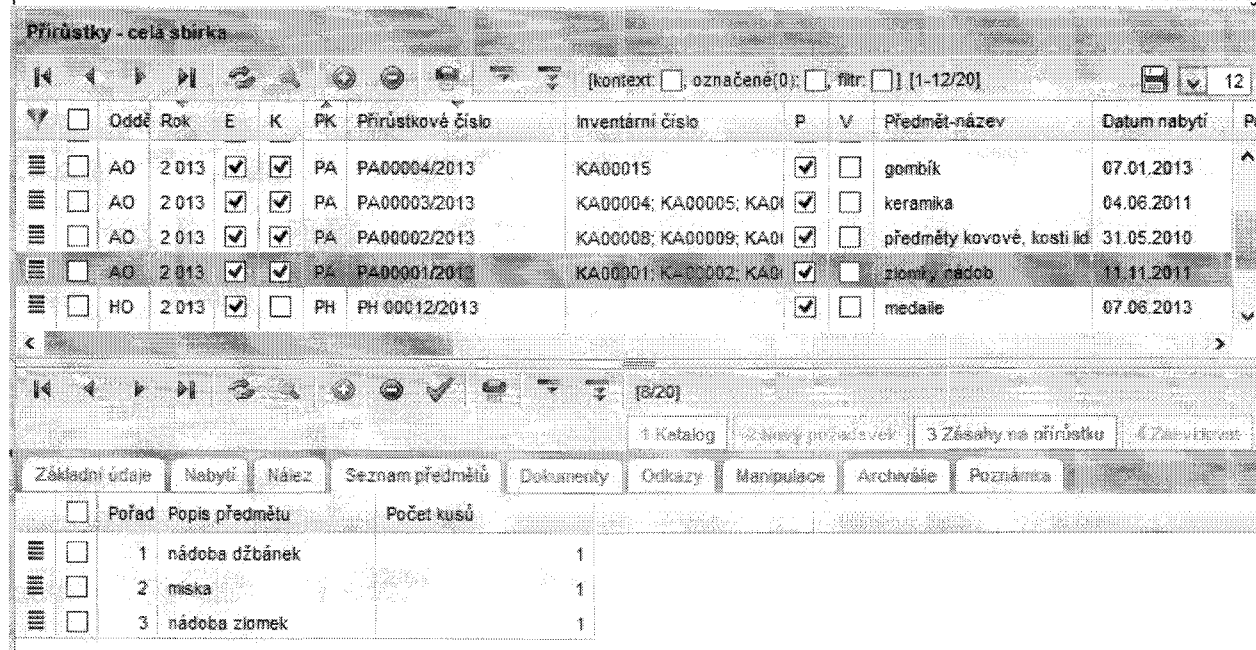 Přírůstky - celá sbírka
[kontext: , označené(0): , filtr: ] [1-12/20] 12
Oddě Rok E K PK Přírůstkové číslo Inventární číslo P V Předmět-název Datum nabytí
AO 2 013 PA PA00004/2013 KA00015 gombík 07.01.2013
AO 2 013 PA PA00003/2013 KA00004; KA00005; KA0 keramika 04.06.2011
AO 2 013 PA PA00002/2013 KA00008; KA00009; KA0 předměty kovové, kosti lid 31.05.2010
AO 2 013 PA PA00001/2013 KA00001; KA00002; KA0 zlomky nádob 11.11.2011
HO 2 013 PH PH 00012/2013 medaile 07.06.2013
[8/20]
1 Katalog 2 Nový požadavek 3 Zásahy na přírůstku 4 Zaevidovat
Základní údaje Nabytí Nález Seznam předmětů Dokumenty Odkazy Manipulace Archiválie Poznámka
Pořad Popis předmětu Počet kusů
1 nádoba džbánek 1
2 miska 1
3 nádoba zlomek 1